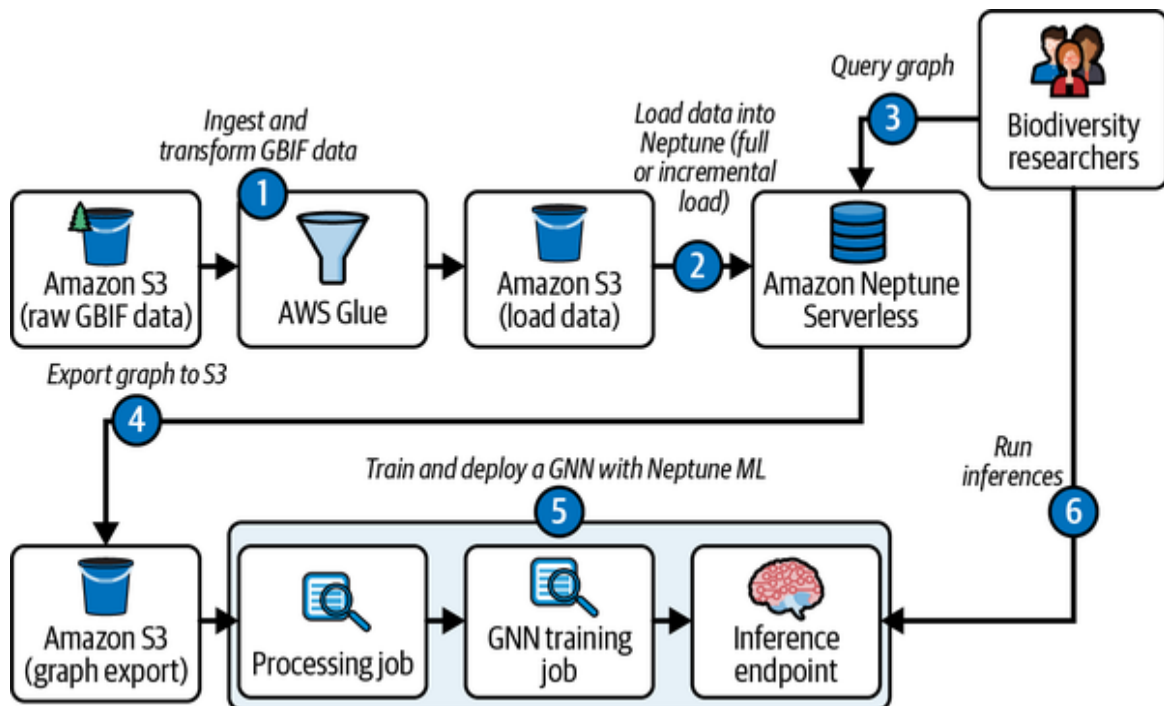 Query graph
3
Biodiversity
researchers
Ingest and
transform GBIF data
1
Load data into
Neptune (full
or incremental
load)
2
Amazon S3
(raw GBIF data)
AWS Glue
Amazon S3
(load data)
Amazon Neptune
Serverless
Export graph to S3
4
Train and deploy a GNN with Neptune ML
5
Run
inferences
6
Amazon S3
(graph export)
Processing job
GNN training
job
Inference
endpoint